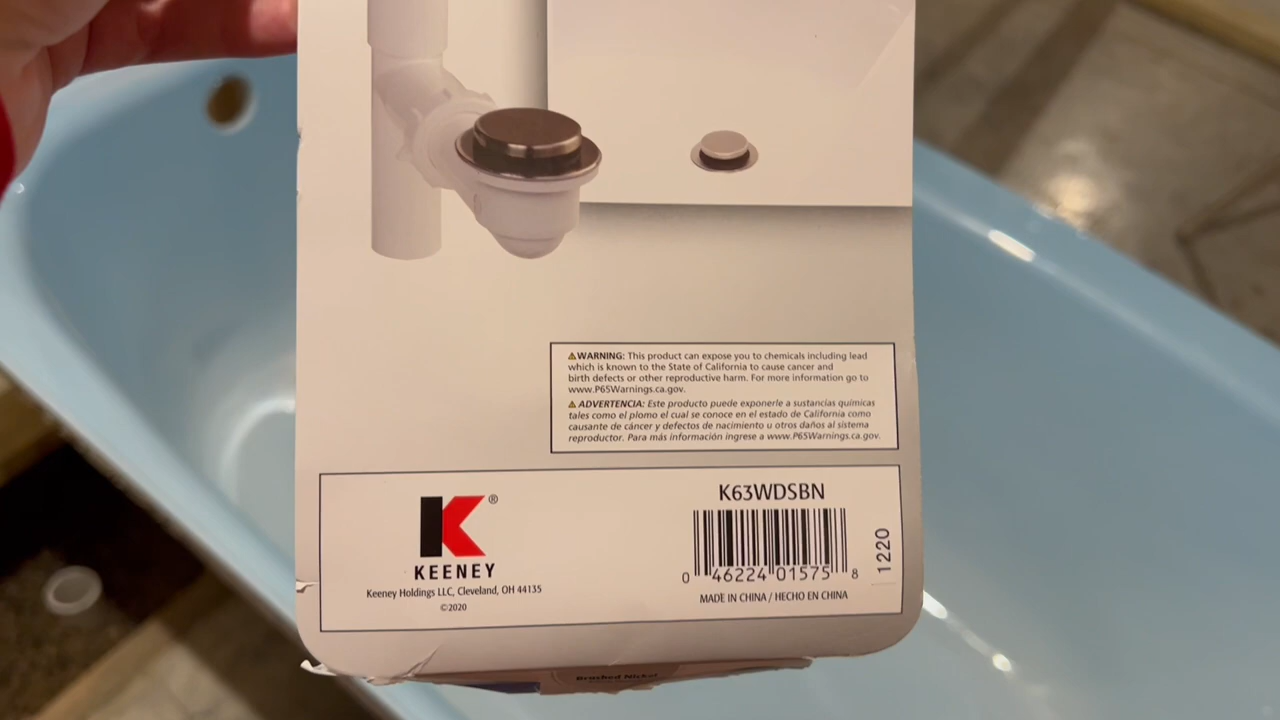 ⚠WARNING: This product can expose you to chemicals including lead
which is known to the State of California to cause cancer and
birth defects or other reproductive harm. For more information go to
www.P65Warnings.ca.gov.
⚠ ADVERTENCIA: Este producto puede exponerle a sustancias químicas
tales como el plomo el cual se conoce en el estado de California como
causante de cáncer y defectos de nacimiento u otros daños al sistema
reproductor. Para más información ingrese a www.P65Warnings.ca.gov.
K®
KEENEY
Keeney Holdings LLC, Cleveland, OH 44135
©2020
K63WDSBN
0 46224 01575 8
1220
MADE IN CHINA / HECHO EN CHINA
Brushed Nickel